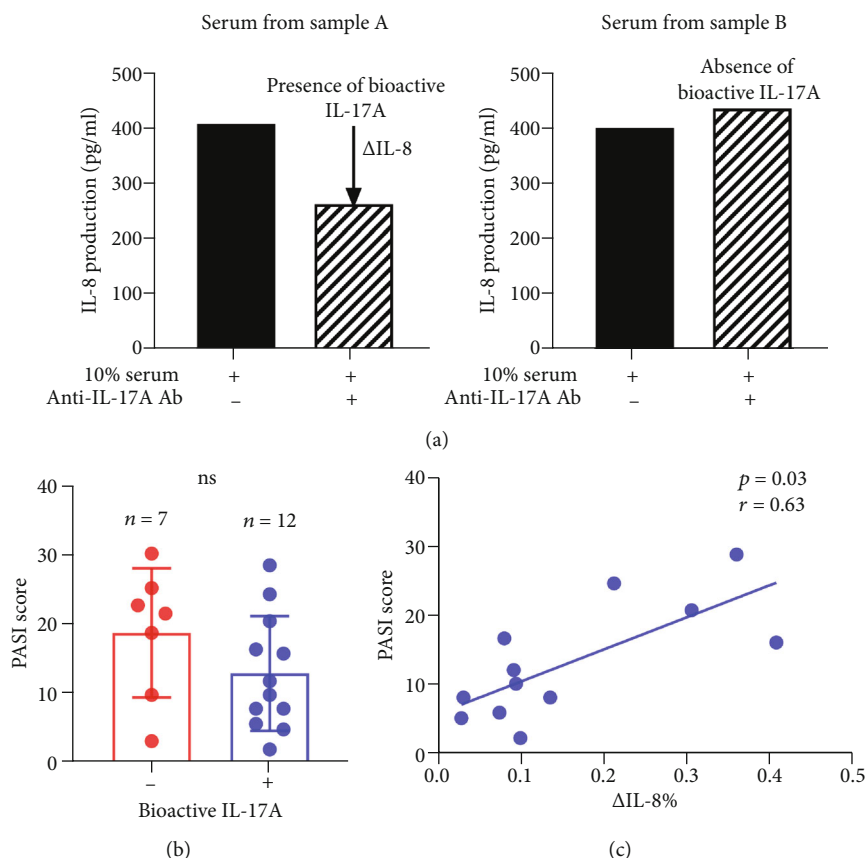 Serum from sample A
Serum from sample B
IL-8 production (pg/ml)
500
400
300
200
100
0
Presence of bioactive
IL-17A
ΔIL-8
10% serum + +
Anti-IL-17A Ab – +
IL-8 production (pg/ml)
500
400
300
200
100
0
Absence of
bioactive IL-17A
10% serum + +
Anti-IL-17A Ab – +
(a)
PASI score
40
30
20
10
0
ns
n = 7
n = 12
– +
Bioactive IL-17A
(b)
PASI score
40
30
20
10
0
p = 0.03
r = 0.63
0.0 0.1 0.2 0.3 0.4 0.5
ΔIL-8%
(c)